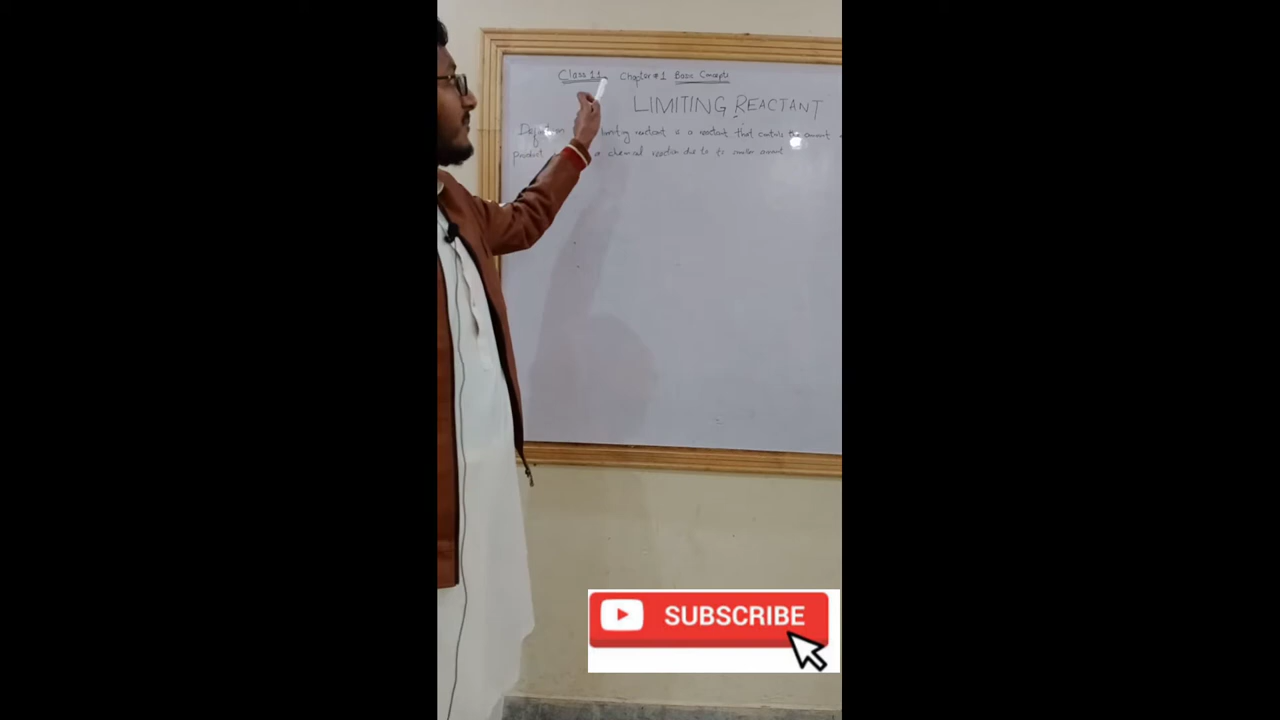 Class 11 Chapter #1 Basic Concepts
LIMITING REACTANT
limiting reactant is a reactant that controls the amount
product a chemical reaction due to its smaller amount
SUBSCRIBE